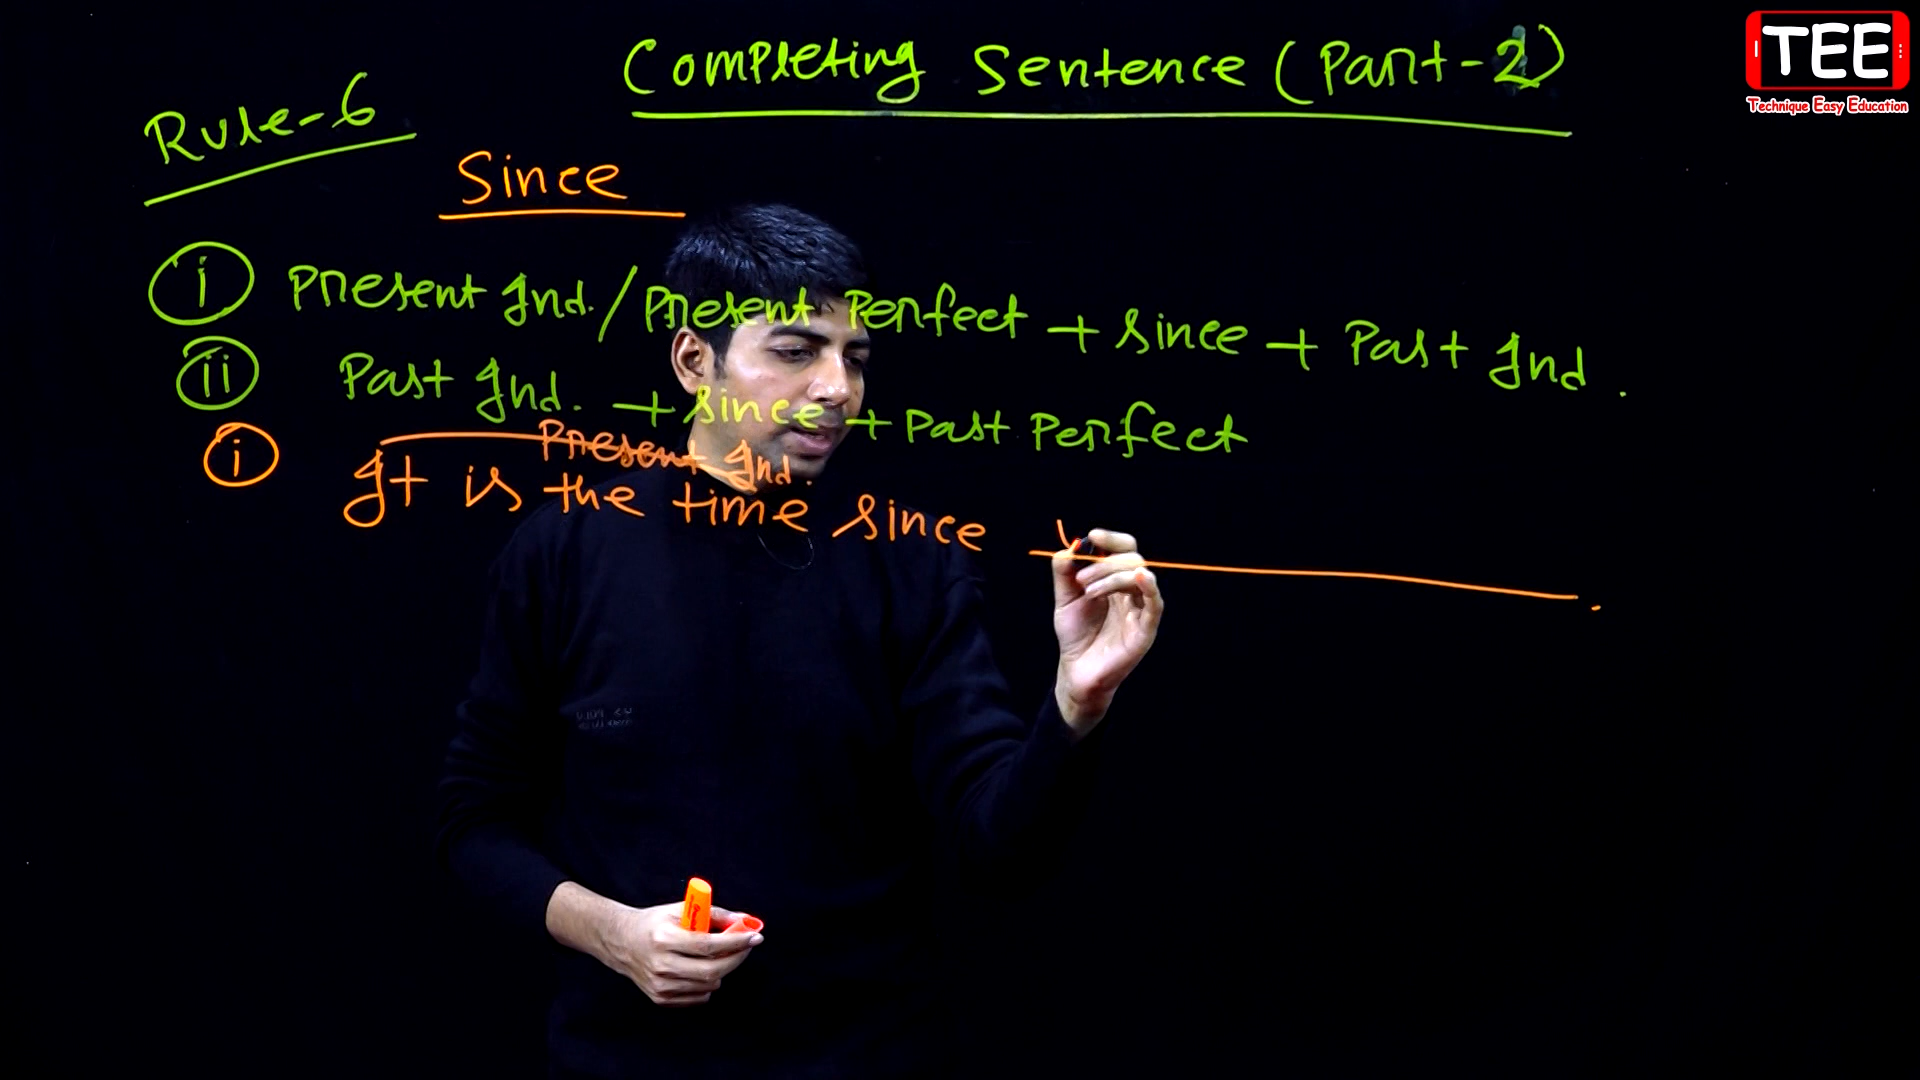 Completing Sentence (Part-2)
TEE
Technique Easy Education
Rule-6
Since
i Present Ind./Present Perfect + since + Past Ind.
ii Past Ind. + since + Past Perfect
Present Ind.
i It is the time since